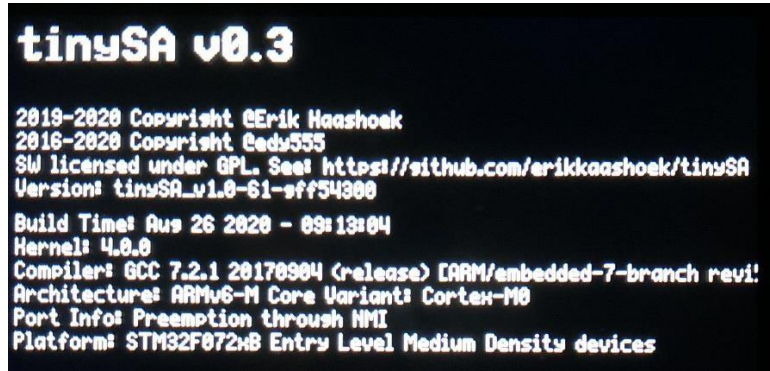 tinySA v0.3
2019-2020 Copyright @Erik Haashoek
2016-2020 Copyright @edy555
SW licensed under GPL. See: https://github.com/erikkaashoek/tinySA
Version: tinySA_v1.0-61-gff54300
Build Time: Aug 26 2020 - 09:13:04
Kernel: 4.0.0
Compiler: GCC 7.2.1 20170904 (release) [ARM/embedded-7-branch revi
Architecture: ARMv6-M Core Variant: Cortex-M0
Port Info: Preemption through NMI
Platform: STM32F072xB Entry Level Medium Density devices